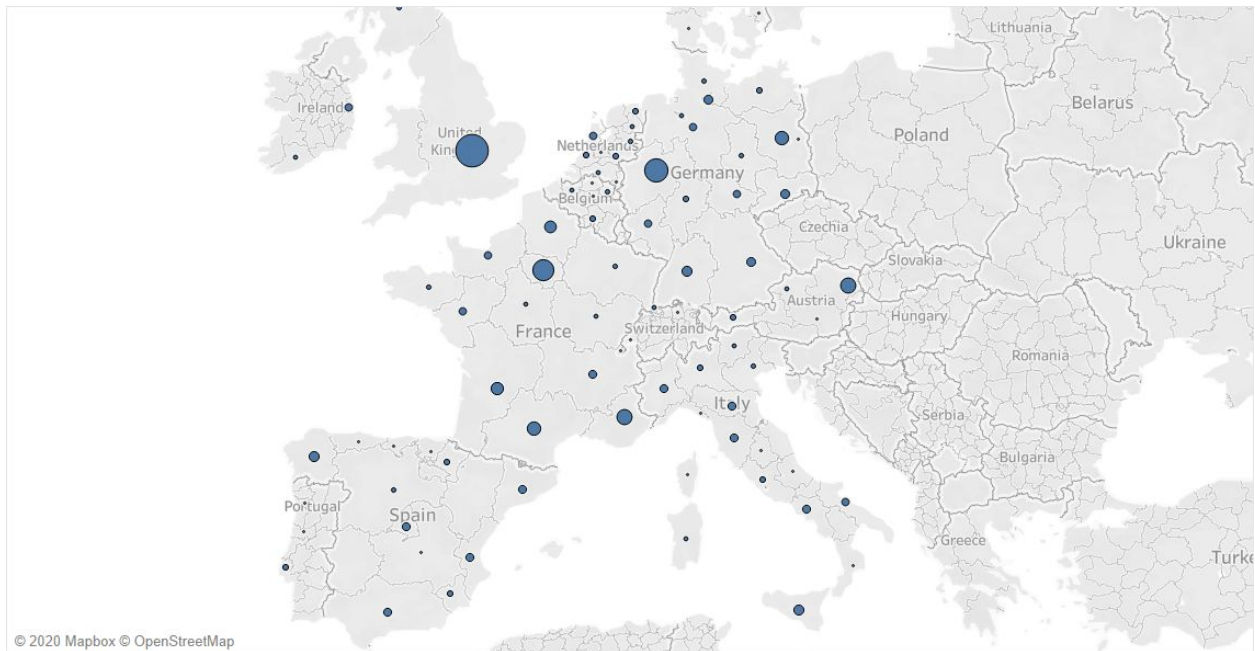 Lithuania
Belarus
Ireland
United
Kingdom
Poland
Netherlands
Germany
Belgium
Czechia
Ukraine
Slovakia
Austria
Hungary
France
Switzerland
Romania
Italy
Serbia
Bulgaria
Portugal
Spain
Greece
Turke
© 2020 Mapbox © OpenStreetMap